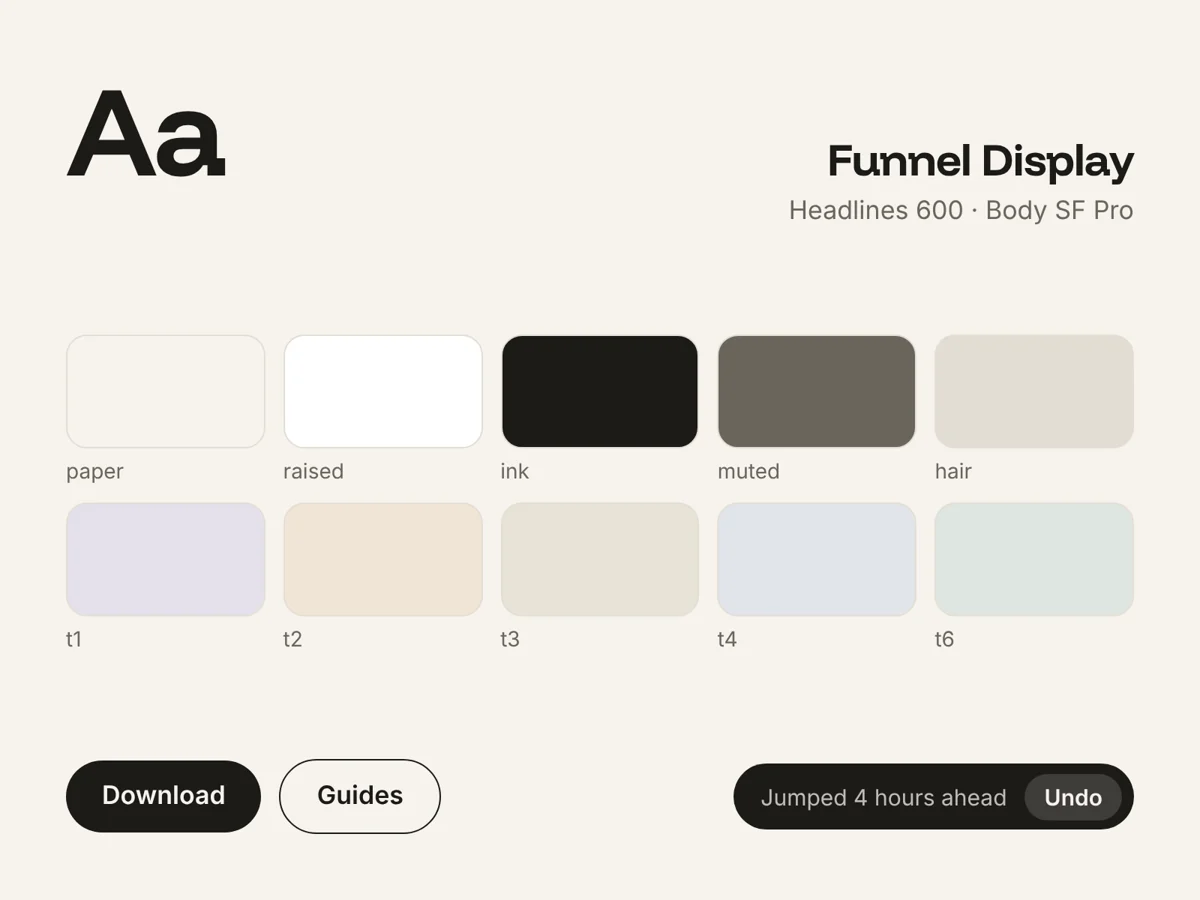 Aa
Funnel Display
Headlines 600 · Body SF Pro
paper
raised
ink
muted
hair
t1
t2
t3
t4
t6
Download
Guides
Jumped 4 hours ahead
Undo